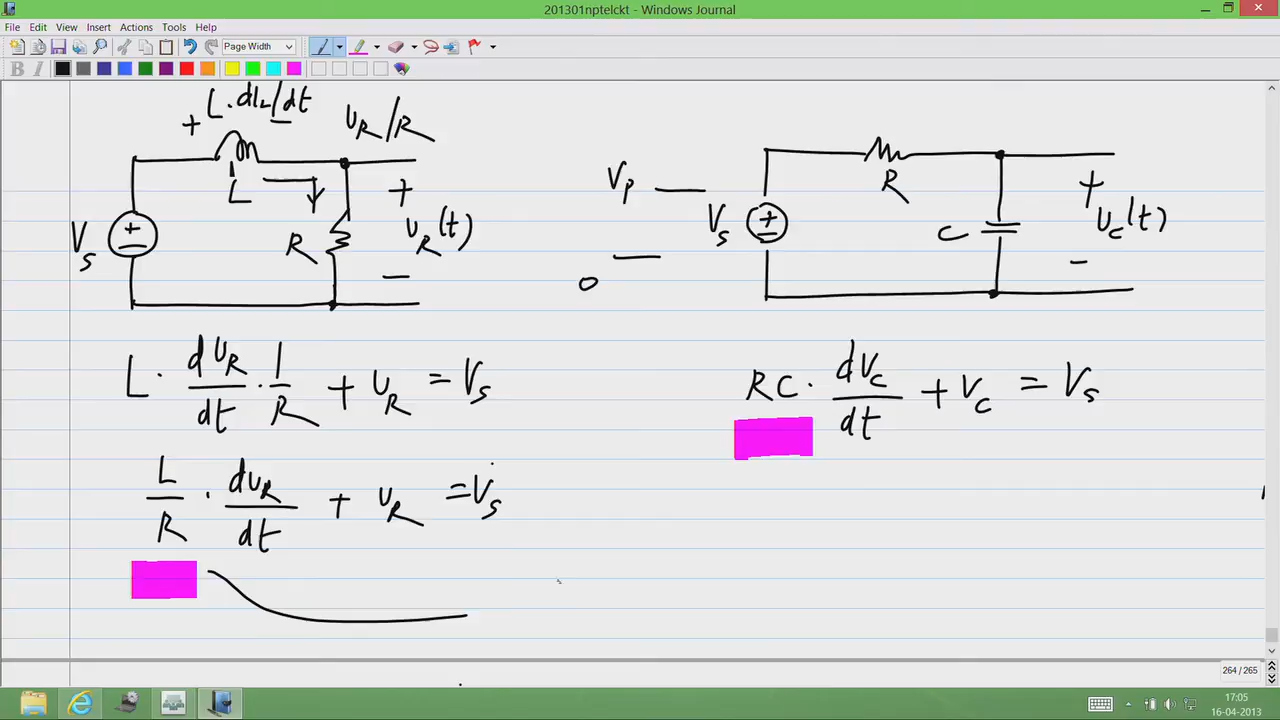 201301nptelckt - Windows Journal
File Edit View Insert Actions Tools Help
Page Width
B I
+ L · diL/dt
vR/R
L
Vs
+
R
+
vR(t)
−
Vp
0
Vs
+
R
C
+
vc(t)
−
L · dvR/dt · 1/R + vR = Vs
RC · dVc/dt + Vc = Vs
L/R · dvR/dt + vR = Vs
264 / 265
17:05
16-04-2013